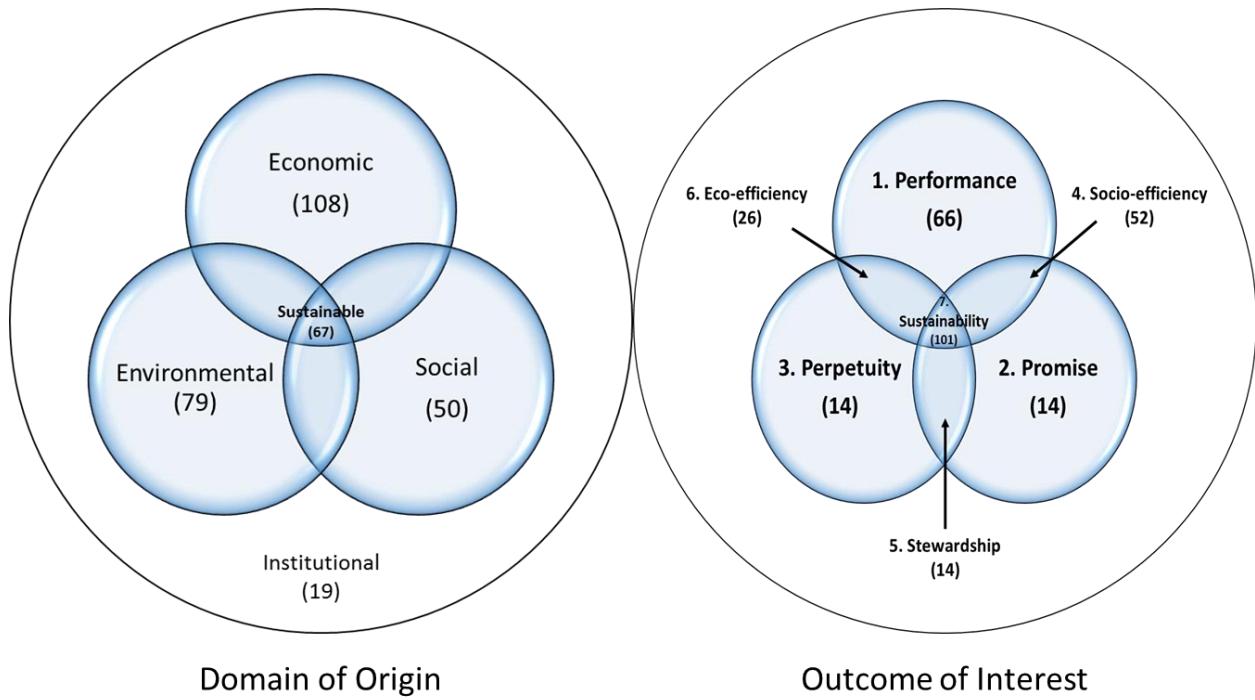 Economic
(108)
Sustainable
(67)
Environmental
(79)
Social
(50)
Institutional
(19)
Domain of Origin
1. Performance
(66)
6. Eco-efficiency
(26)
4. Socio-efficiency
(52)
7.
Sustainability
(101)
3. Perpetuity
(14)
2. Promise
(14)
5. Stewardship
(14)
Outcome of Interest